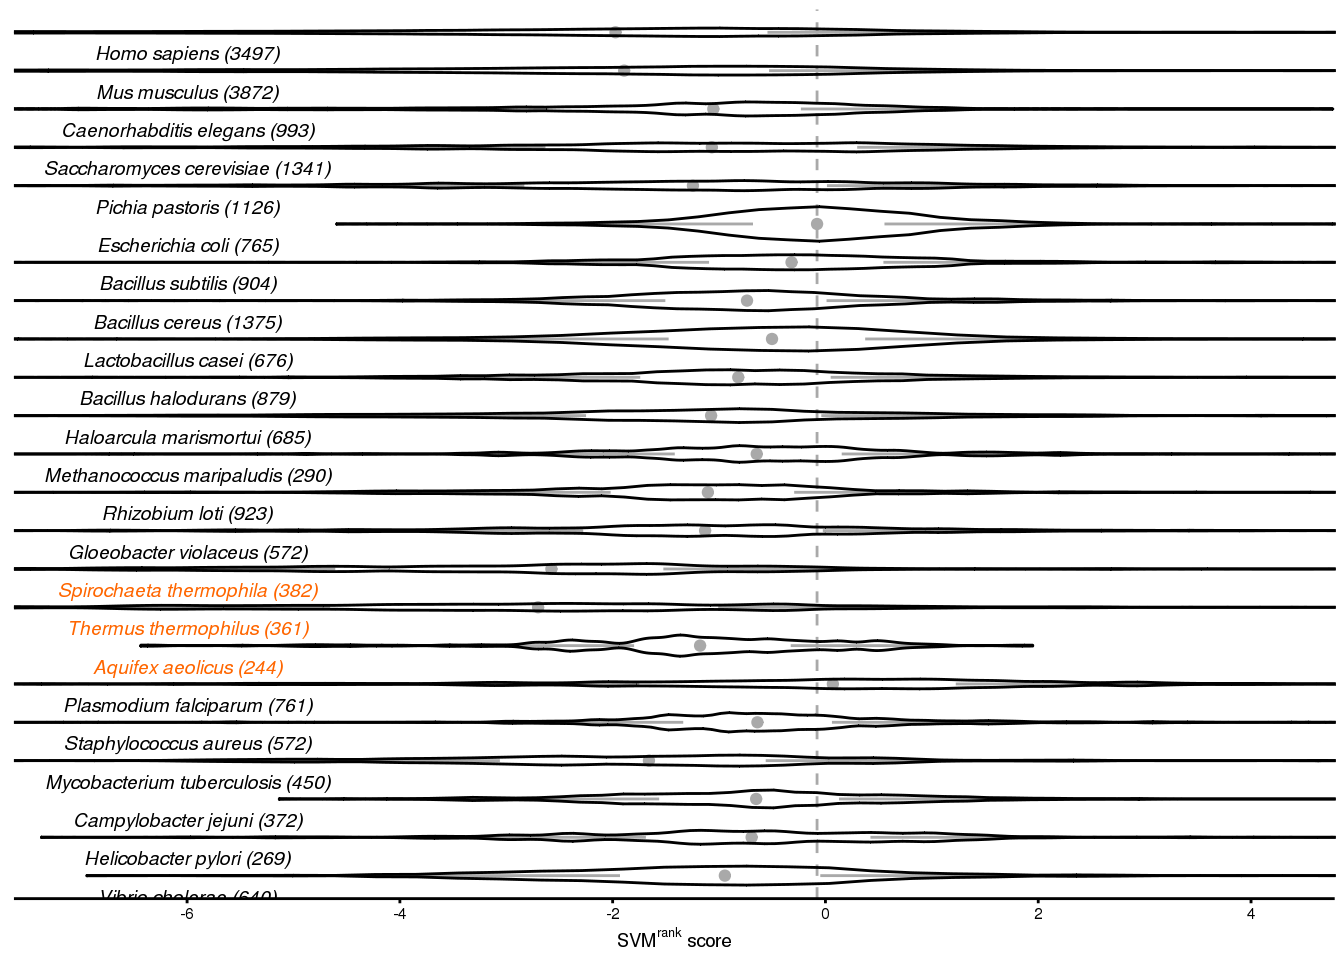 Homo sapiens (3497)
Mus musculus (3872)
Caenorhabditis elegans (993)
Saccharomyces cerevisiae (1341)
Pichia pastoris (1126)
Escherichia coli (765)
Bacillus subtilis (904)
Bacillus cereus (1375)
Lactobacillus casei (676)
Bacillus halodurans (879)
Haloarcula marismortui (685)
Methanococcus maripaludis (290)
Rhizobium loti (923)
Gloeobacter violaceus (572)
Spirochaeta thermophila (382)
Thermus thermophilus (361)
Aquifex aeolicus (244)
Plasmodium falciparum (761)
Staphylococcus aureus (572)
Mycobacterium tuberculosis (450)
Campylobacter jejuni (372)
Helicobacter pylori (269)
Vibrio cholerae (640)
-6 -4 -2 0 2 4
SVMrank score